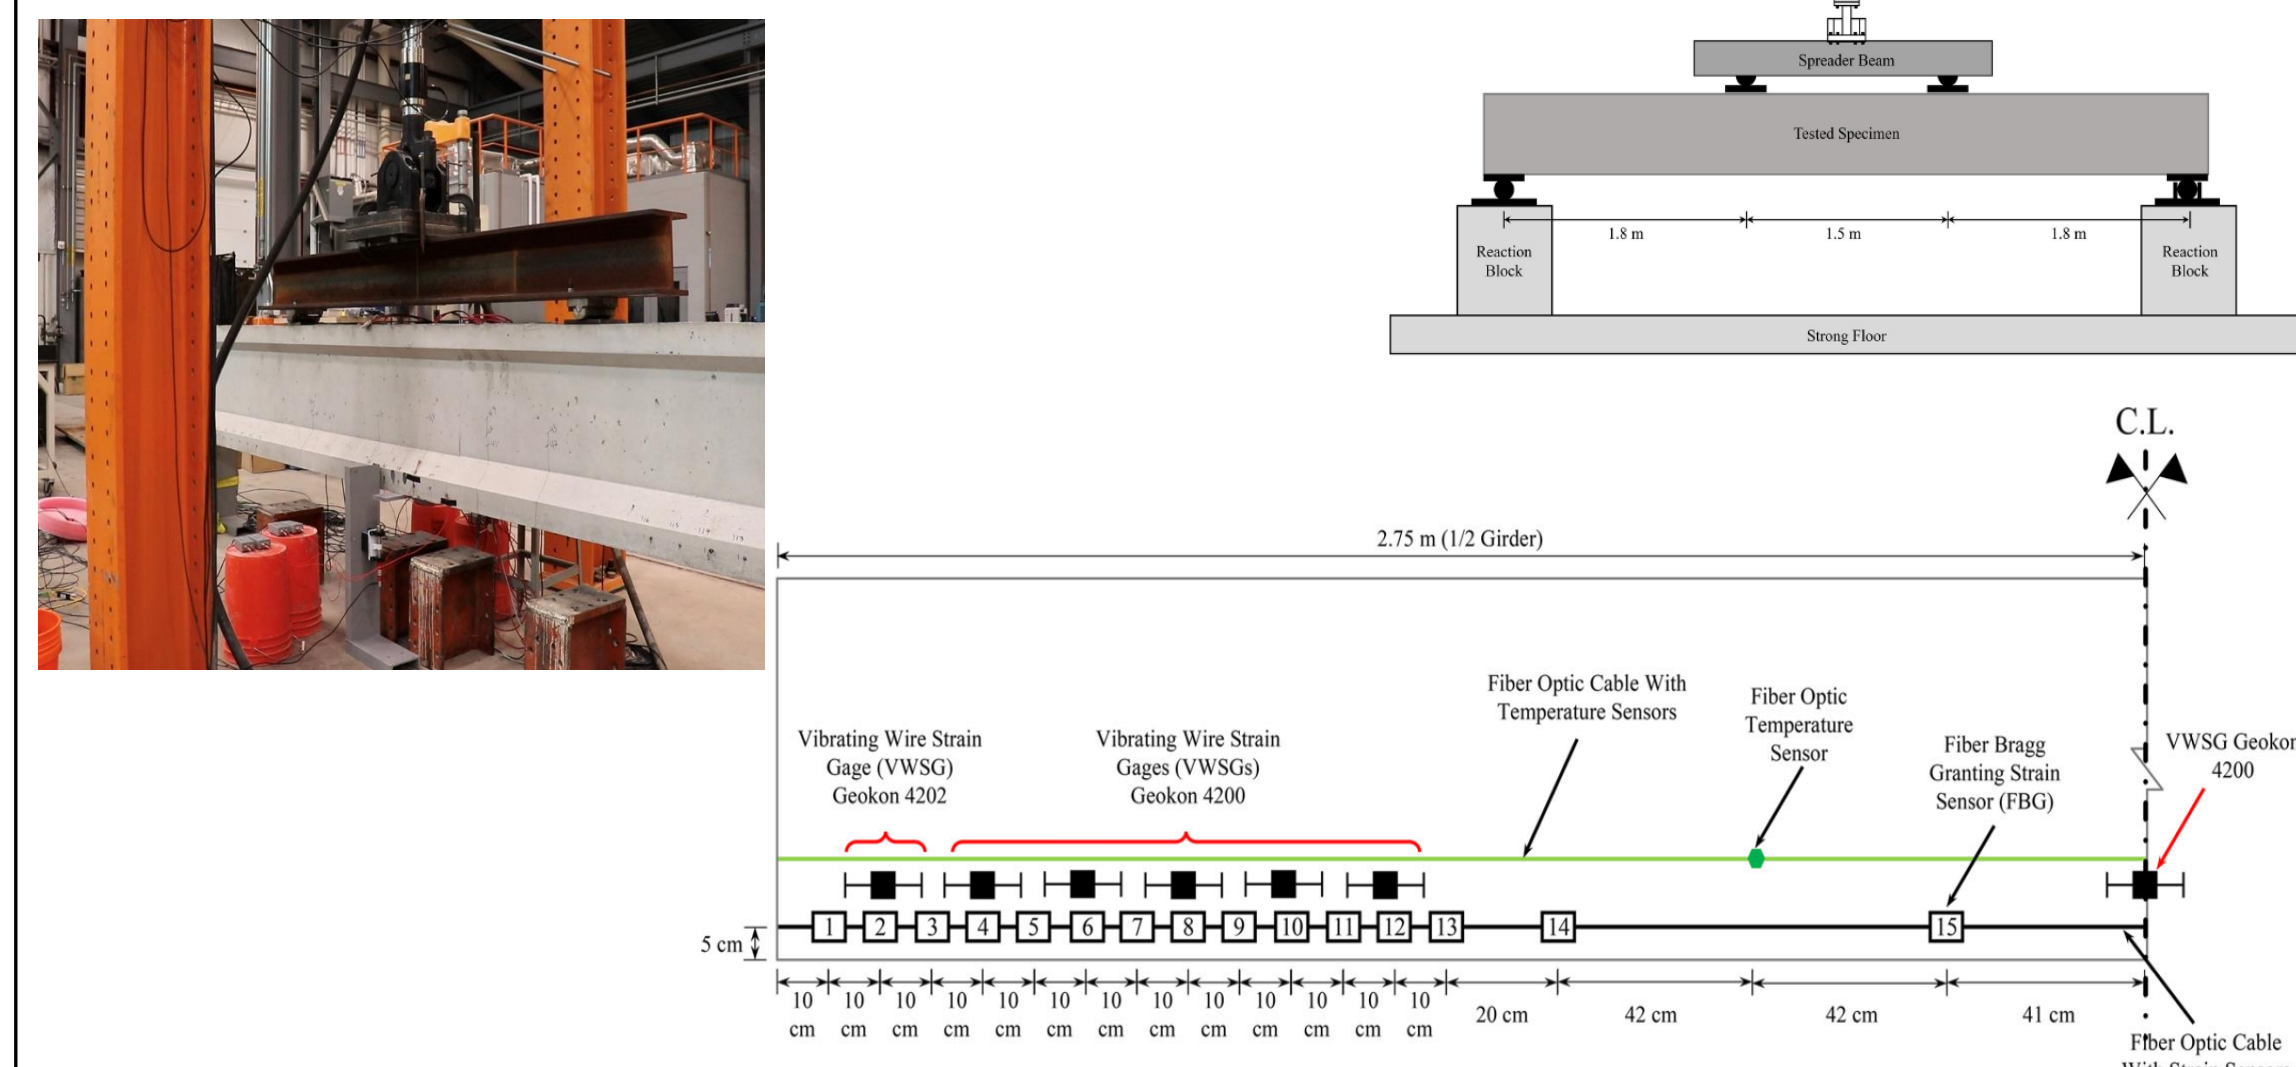 Spreader Beam
Tested Specimen
1.8 m
1.5 m
1.8 m
Reaction
Block
Reaction
Block
Strong Floor
C.L.
2.75 m (1/2 Girder)
Vibrating Wire Strain
Gage (VWSG)
Geokon 4202
Vibrating Wire Strain
Gages (VWSGs)
Geokon 4200
Fiber Optic Cable With
Temperature Sensors
Fiber Optic
Temperature
Sensor
Fiber Bragg
Granting Strain
Sensor (FBG)
VWSG Geokon
4200
1 2 3 4 5 6 7 8 9 10 11 12 13 14 15
5 cm
10 10 10 10 10 10 10 10 10 10 10 10 10
cm cm cm cm cm cm cm cm cm cm cm cm cm
20 cm 42 cm 42 cm 41 cm
Fiber Optic Cable
With Strain Sensors